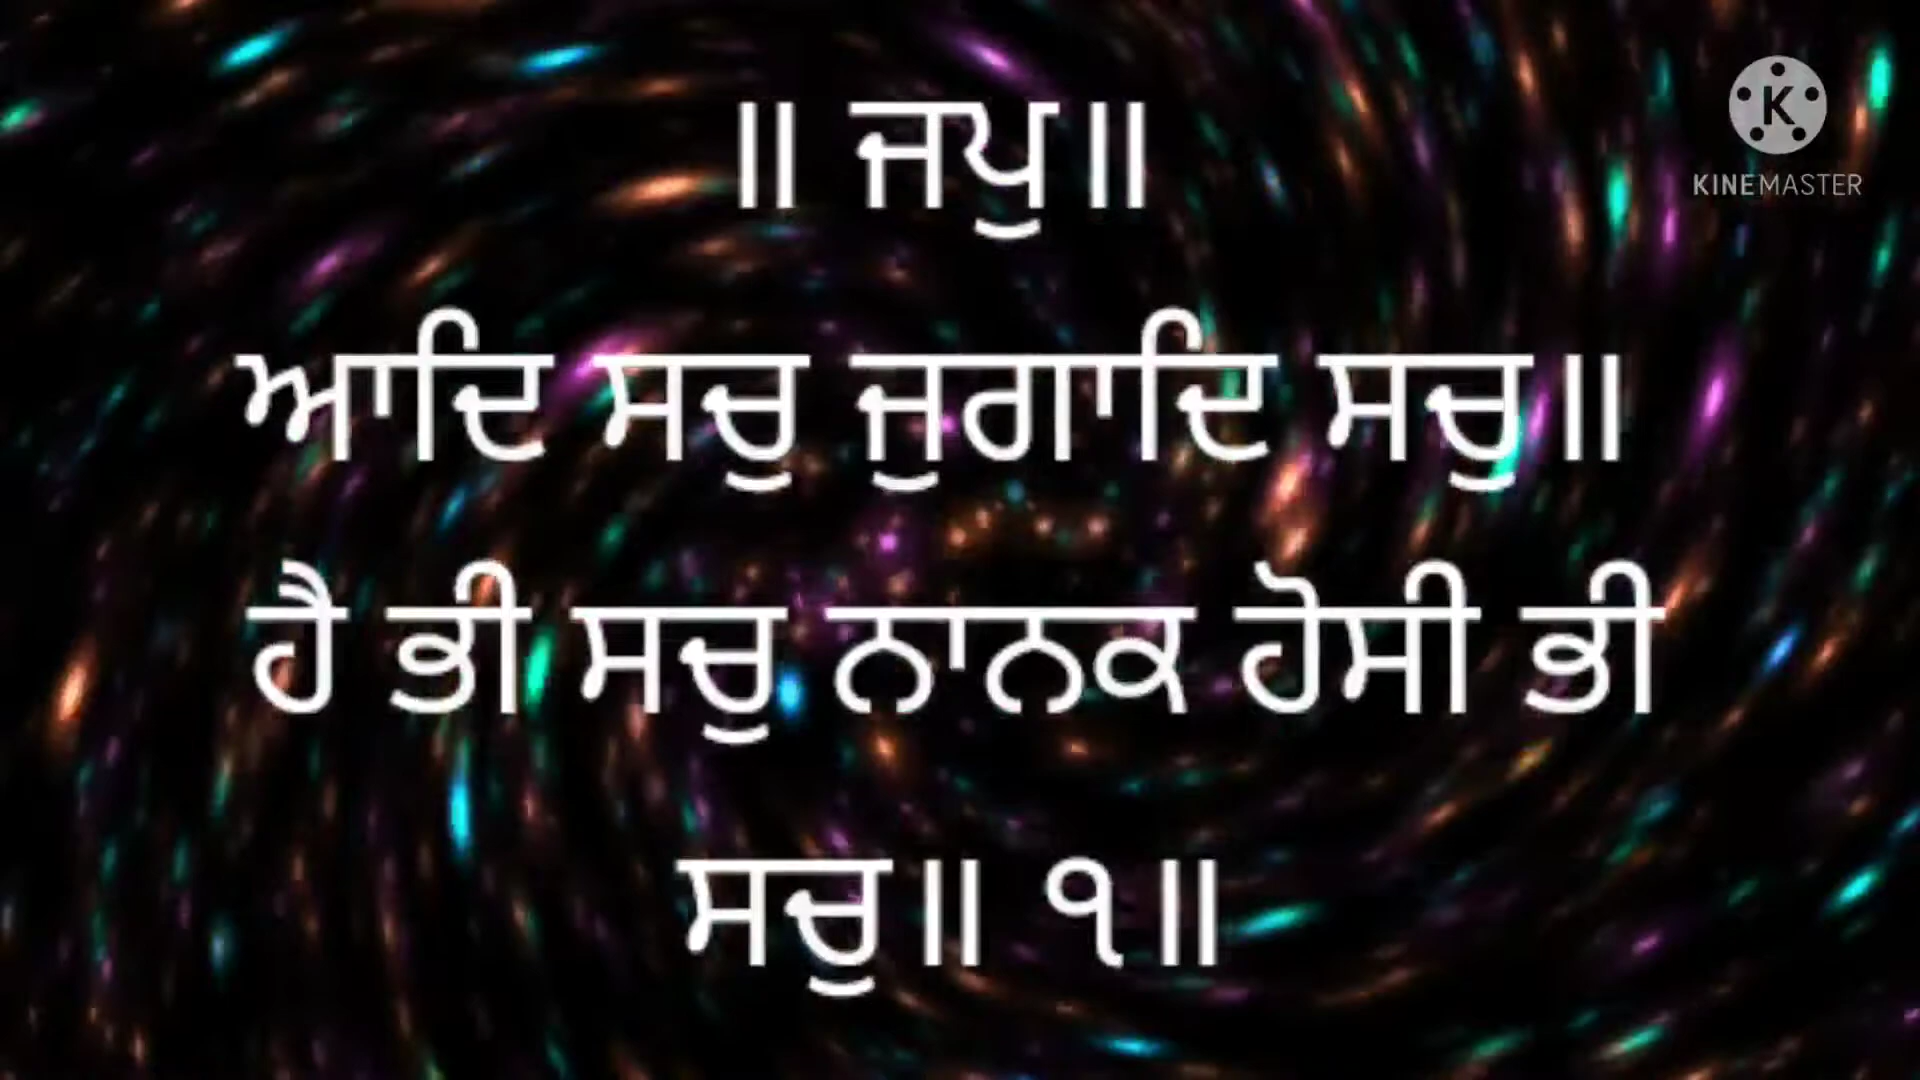 ॥ ਜਪੁ॥
KINEMASTER
ਆਦਿ ਸਚੁ ਜੁਗਾਦਿ ਸਚੁ॥
ਹੈ ਭੀ ਸਚੁ ਨਾਨਕ ਹੋਸੀ ਭੀ
ਸਚੁ॥ ੧॥